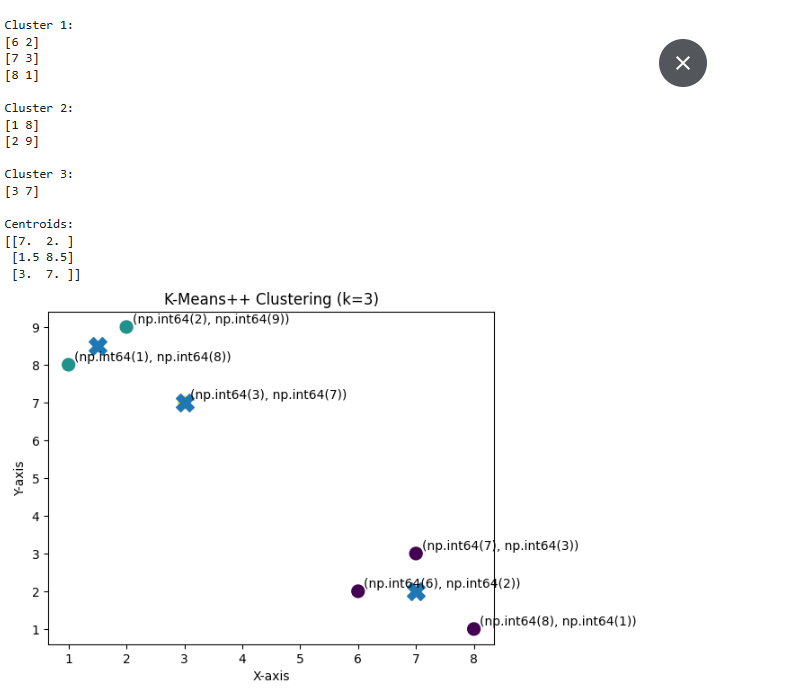 Cluster 1:
[6 2]
[7 3]
[8 1]
Cluster 2:
[1 8]
[2 9]
Cluster 3:
[3 7]
Centroids:
[[7.  2. ]
 [1.5 8.5]
 [3.  7. ]]
K-Means++ Clustering (k=3)
(np.int64(2), np.int64(9))
(np.int64(1), np.int64(8))
(np.int64(3), np.int64(7))
(np.int64(7), np.int64(3))
(np.int64(6), np.int64(2))
(np.int64(8), np.int64(1))
9
8
7
6
5
4
3
2
1
Y-axis
1 2 3 4 5 6 7 8
X-axis